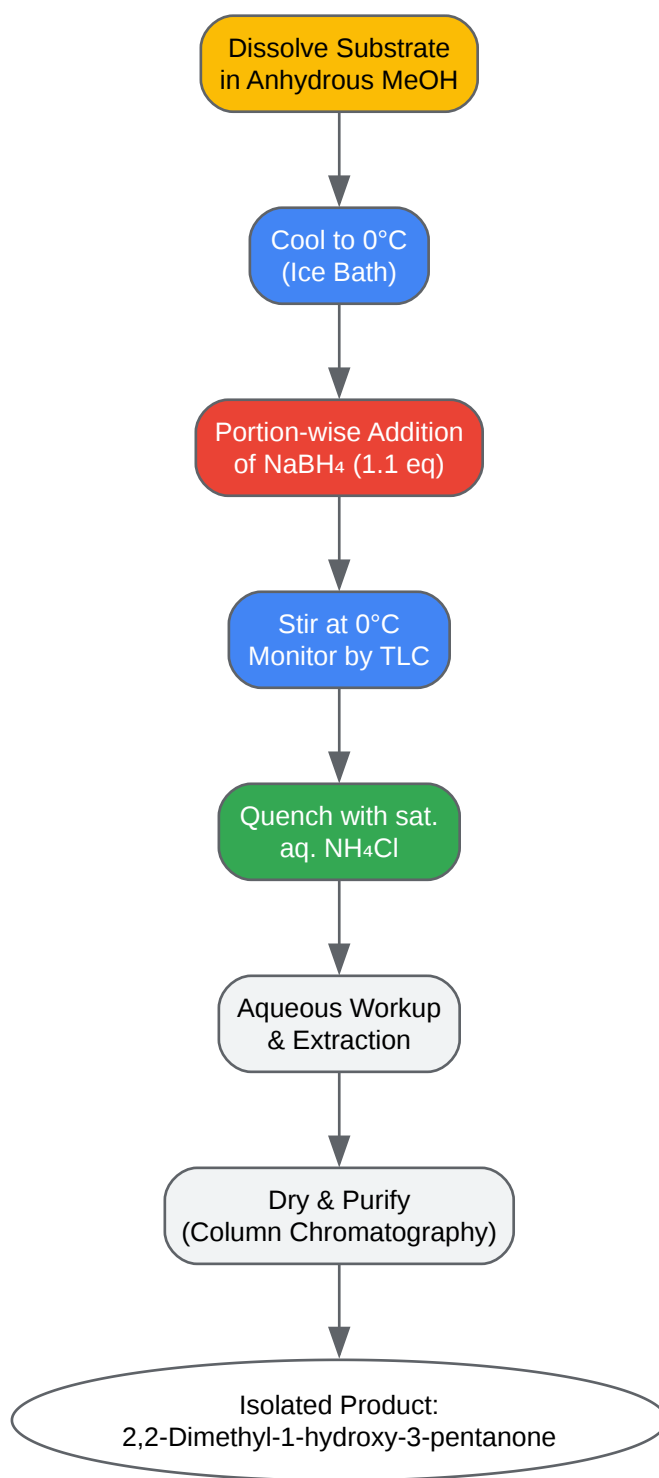 Dissolve Substrate
in Anhydrous MeOH
Cool to 0°C
(Ice Bath)
Portion-wise Addition
of NaBH₄ (1.1 eq)
Stir at 0°C
Monitor by TLC
Quench with sat.
aq. NH₄Cl
Aqueous Workup
& Extraction
Dry & Purify
(Column Chromatography)
Isolated Product:
2,2-Dimethyl-1-hydroxy-3-pentanone